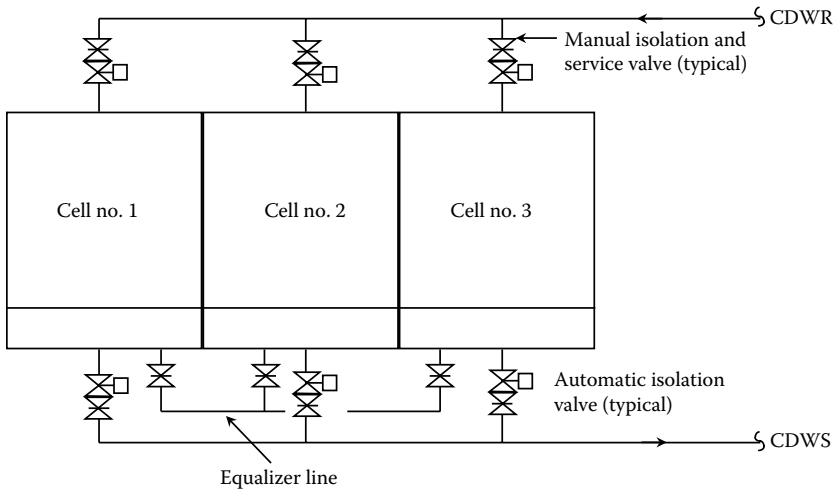 CDWR
Manual isolation and
service valve (typical)
Cell no. 1
Cell no. 2
Cell no. 3
Automatic isolation
valve (typical)
CDWS
Equalizer line